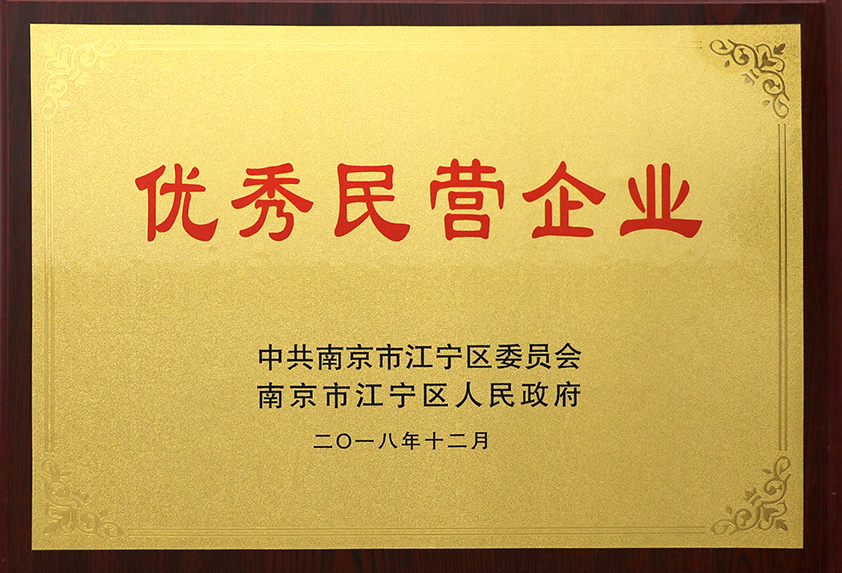 优秀民营企业
中共南京市江宁区委员会
南京市江宁区人民政府
二〇一八年十二月